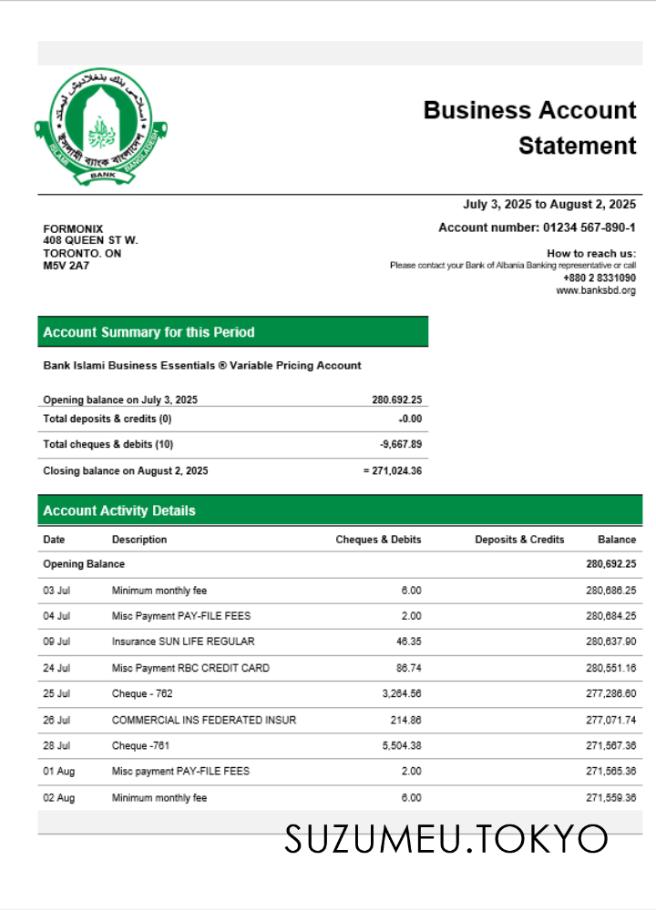 اسلامى بنك بنغلاديش ليمتد
ইসলামী ব্যাংক বাংলাদেশ
ISLAMI BANK BANGLADESH
Business Account
Statement
July 3, 2025 to August 2, 2025
FORMONIX
408 QUEEN ST W.
TORONTO. ON
M5V 2A7
Account number: 01234 567-890-1
How to reach us:
Please contact your Bank of Albania Banking representative or call
+880 2 8331090
www.banksbd.org
Account Summary for this Period
Bank Islami Business Essentials ® Variable Pricing Account
Opening balance on July 3, 2025 280.692.25
Total deposits & credits (0) -0.00
Total cheques & debits (10) -9,667.89
Closing balance on August 2, 2025 = 271,024.36
Account Activity Details
Date Description Cheques & Debits Deposits & Credits Balance
Opening Balance 280,692.25
03 Jul Minimum monthly fee 6.00 280,686.25
04 Jul Misc Payment PAY-FILE FEES 2.00 280,684.25
09 Jul Insurance SUN LIFE REGULAR 46.35 280,637.90
24 Jul Misc Payment RBC CREDIT CARD 86.74 280,551.16
25 Jul Cheque - 762 3,264.56 277,286.60
26 Jul COMMERCIAL INS FEDERATED INSUR 214.86 277,071.74
28 Jul Cheque -761 5,504.38 271,567.36
01 Aug Misc payment PAY-FILE FEES 2.00 271,565.36
02 Aug Minimum monthly fee 6.00 271,559.36
SUZUMEU.TOKYO